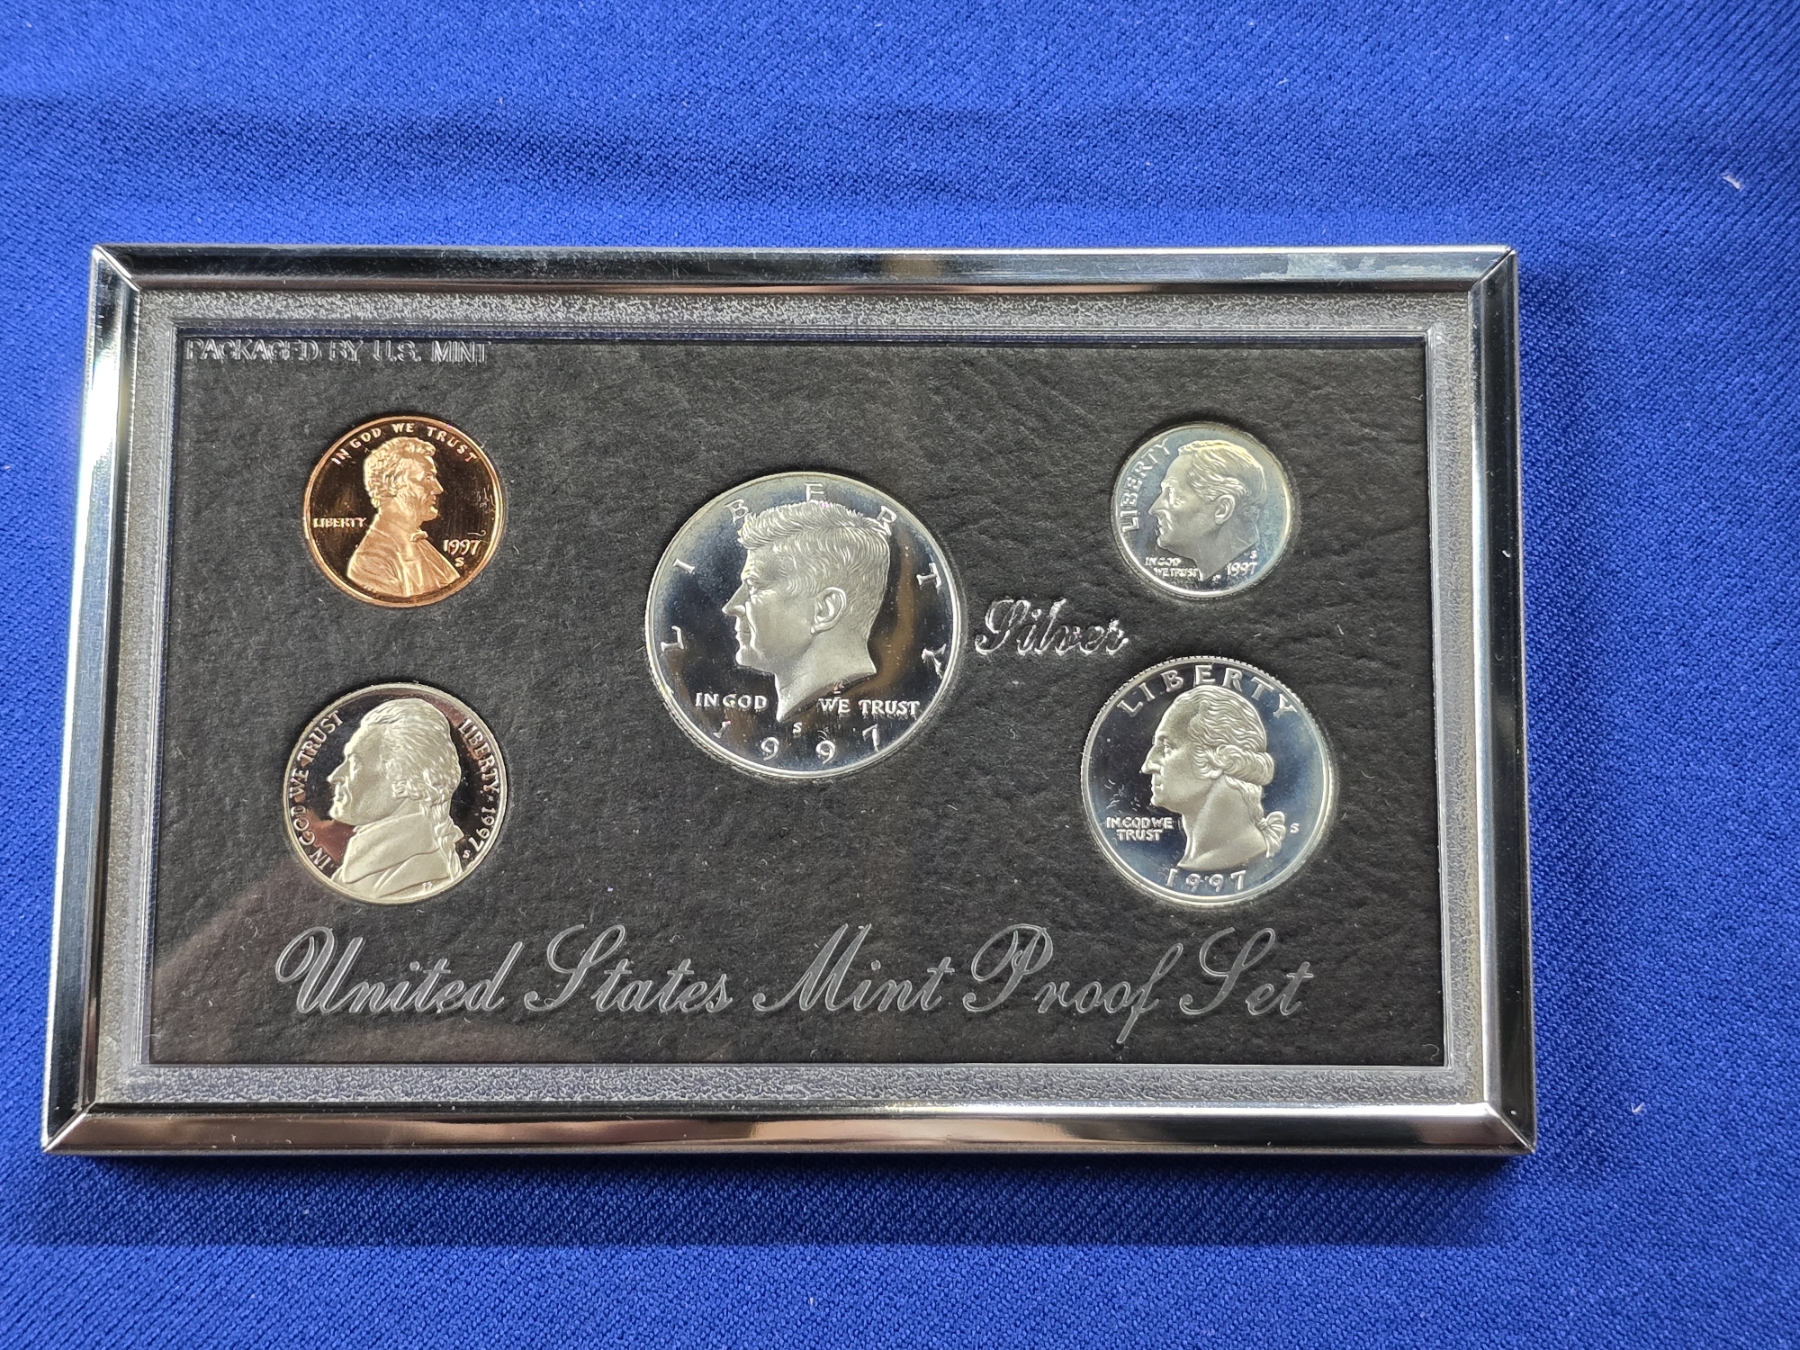 PACKAGED BY U.S. MINT
IN GOD WE TRUST
LIBERTY
1997
S
LIBERTY
IN GOD WE TRUST
S
1997
LIBERTY
S
IN GOD
WE TRUST
1997
Silver
IN GOD WE TRUST
LIBERTY · 1997
S
LIBERTY
IN GOD WE
TRUST
S
1997
United States Mint Proof Set